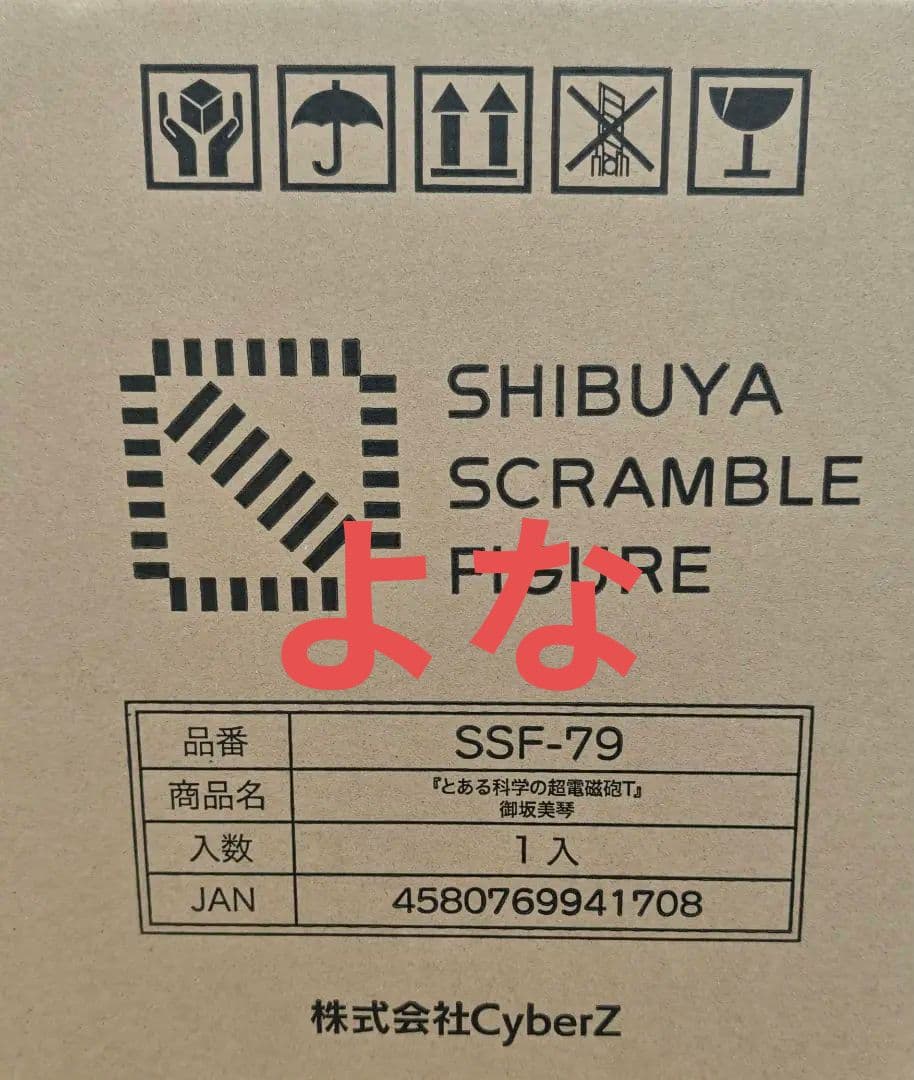 SHIBUYA
SCRAMBLE
FIGURE
よな
品番 SSF-79
商品名 『とある科学の超電磁砲T』
御坂美琴
入数 1入
JAN 4580769941708
株式会社CyberZ